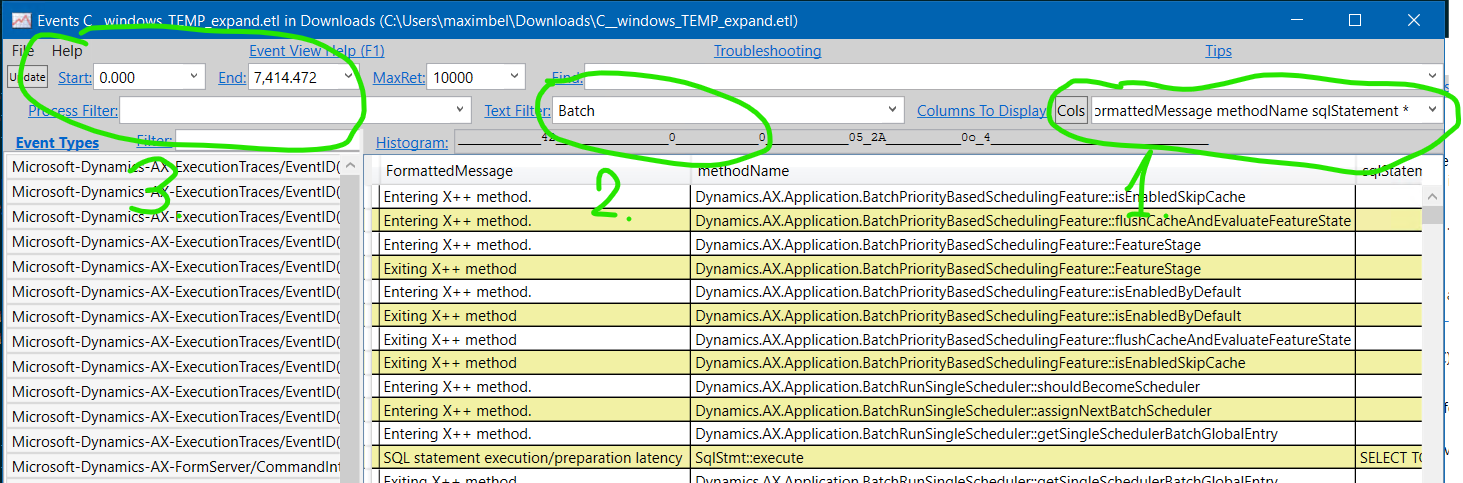 Events C__windows_TEMP_expand.etl in Downloads (C:\Users\maximbel\Downloads\C__windows_TEMP_expand.etl)
File Help Event View Help (F1) Troubleshooting Tips
Update Start: 0.000 End: 7,414.472 MaxRet: 10000 Find:
Process Filter: Text Filter: Batch Columns To Display: Cols ormattedMessage methodName sqlStatement *
Event Types Filter: Histogram: 42 0 0 05_2A 0o_4
FormattedMessage methodName sqlStatem
Microsoft-Dynamics-AX-ExecutionTraces/EventID(
Microsoft-Dynamics-AX-ExecutionTraces/EventID(
Microsoft-Dynamics-AX-ExecutionTraces/EventID(
Microsoft-Dynamics-AX-ExecutionTraces/EventID(
Microsoft-Dynamics-AX-ExecutionTraces/EventID(
Microsoft-Dynamics-AX-ExecutionTraces/EventID(
Microsoft-Dynamics-AX-ExecutionTraces/EventID(
Microsoft-Dynamics-AX-ExecutionTraces/EventID(
Microsoft-Dynamics-AX-ExecutionTraces/EventID(
Microsoft-Dynamics-AX-ExecutionTraces/EventID(
Microsoft-Dynamics-AX-ExecutionTraces/EventID(
Microsoft-Dynamics-AX-ExecutionTraces/EventID(
Microsoft-Dynamics-AX-FormServer/CommandInt
Entering X++ method. Dynamics.AX.Application.BatchPriorityBasedSchedulingFeature::isEnabledSkipCache
Entering X++ method. Dynamics.AX.Application.BatchPriorityBasedSchedulingFeature::flushCacheAndEvaluateFeatureState
Entering X++ method. Dynamics.AX.Application.BatchPriorityBasedSchedulingFeature::FeatureStage
Exiting X++ method Dynamics.AX.Application.BatchPriorityBasedSchedulingFeature::FeatureStage
Entering X++ method. Dynamics.AX.Application.BatchPriorityBasedSchedulingFeature::isEnabledByDefault
Exiting X++ method Dynamics.AX.Application.BatchPriorityBasedSchedulingFeature::isEnabledByDefault
Exiting X++ method Dynamics.AX.Application.BatchPriorityBasedSchedulingFeature::flushCacheAndEvaluateFeatureState
Exiting X++ method Dynamics.AX.Application.BatchPriorityBasedSchedulingFeature::isEnabledSkipCache
Entering X++ method. Dynamics.AX.Application.BatchRunSingleScheduler::shouldBecomeScheduler
Entering X++ method. Dynamics.AX.Application.BatchRunSingleScheduler::assignNextBatchScheduler
Entering X++ method. Dynamics.AX.Application.BatchRunSingleScheduler::getSingleSchedulerBatchGlobalEntry
SQL statement execution/preparation latency SqlStmt::execute SELECT TO
Exiting X++ method Dynamics.AX.Application.BatchRunSingleScheduler::getSingleSchedulerBatchGlobalEntry
3. 2. 1.